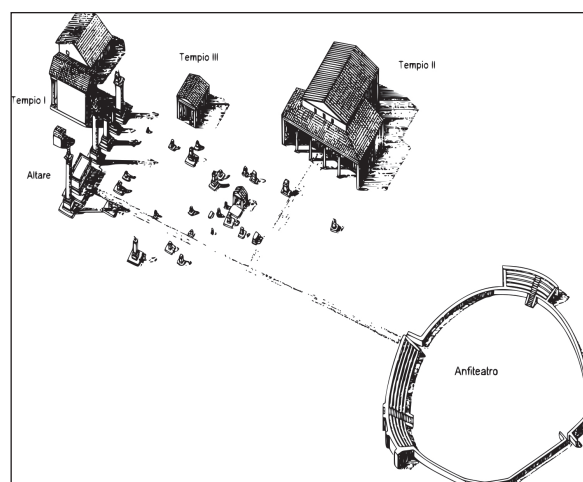 Tempio III
Tempio II
Tempio I
Altare
Anfiteatro